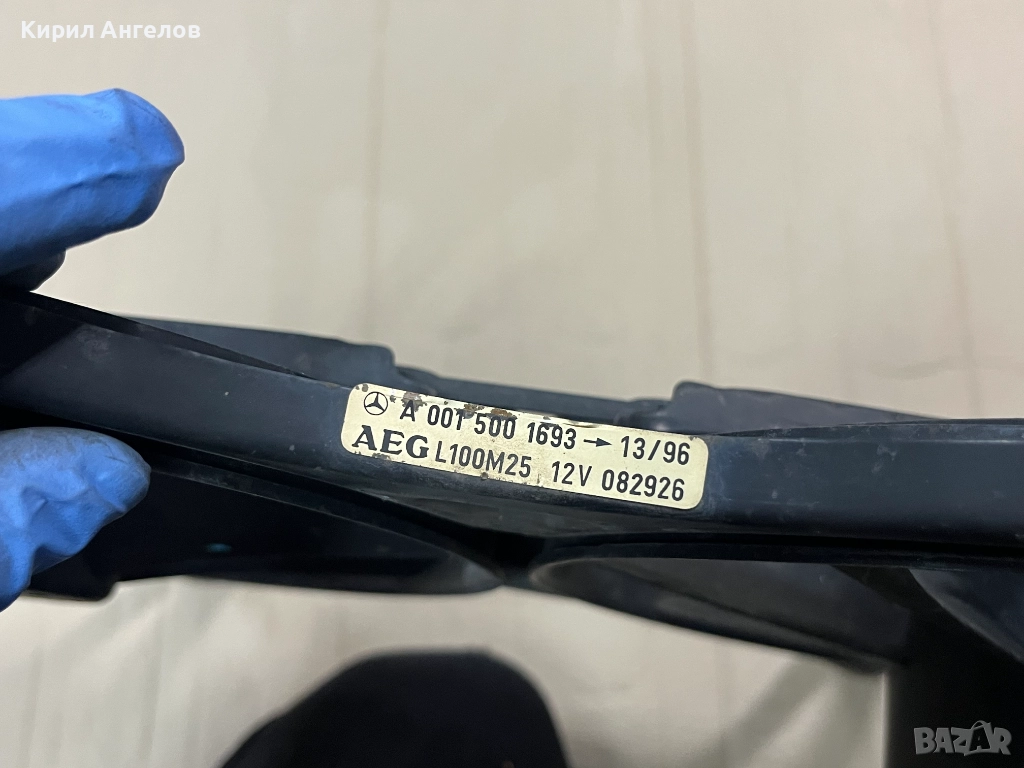 Кирил Ангелов
A 001 500 1693 → 13/96
AEG L100M25 12V 082926
BAZAR